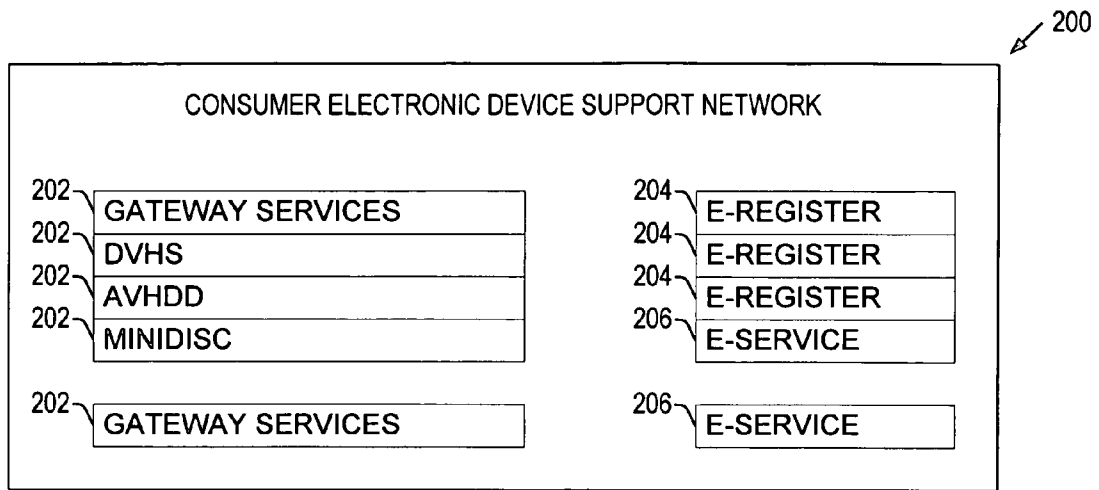 200
CONSUMER ELECTRONIC DEVICE SUPPORT NETWORK
202 GATEWAY SERVICES 204 E-REGISTER
202 DVHS 204 E-REGISTER
202 AVHDD 204 E-REGISTER
202 MINIDISC 206 E-SERVICE
202 GATEWAY SERVICES 206 E-SERVICE